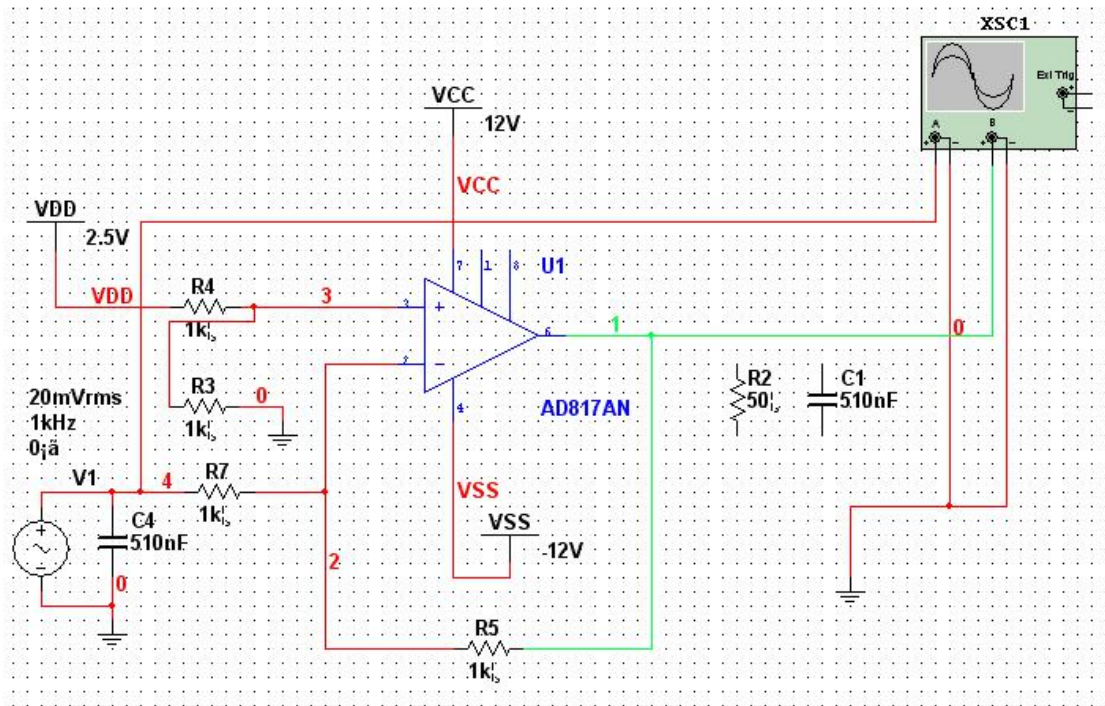 XSC1
Ext Trig
+
-
A
B
+
-
+
-
VCC
12V
VCC
VDD
2.5V
VDD
R4
1k
3
3
+
7
1
8
U1
6
1
0
2
-
4
AD817AN
R3
1k
0
R2
50
C1
510nF
20mVrms
1kHz
0¡ã
V1
4
R7
1k
C4
510nF
0
+
-
VSS
VSS
-12V
2
R5
1k